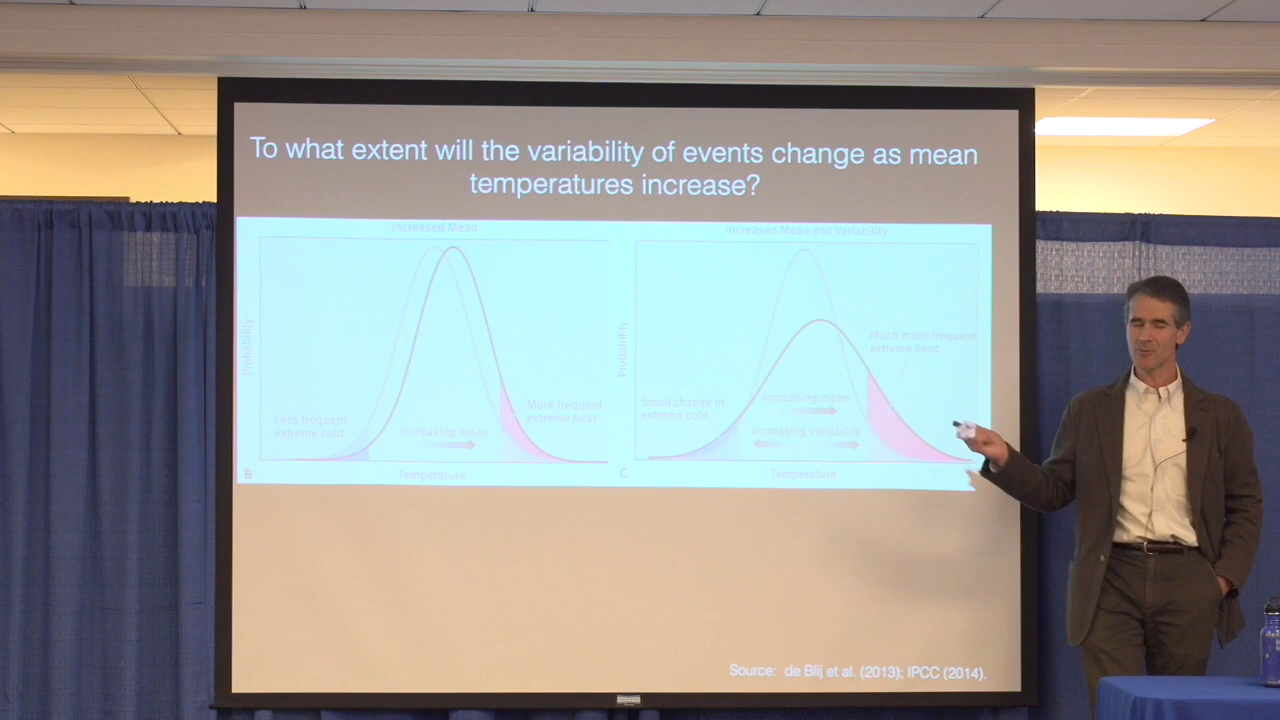 To what extent will the variability of events change as mean
temperatures increase?
Increased Mean
Probability
Less frequent
extreme cold
Increasing mean
More frequent
extreme heat
B
Temperature
Increased Mean and Variability
Probability
Small change in
extreme cold
Increasing mean
Increasing variability
Much more frequent
extreme heat
C
Temperature
Source: de Blij et al. (2013); IPCC (2014).